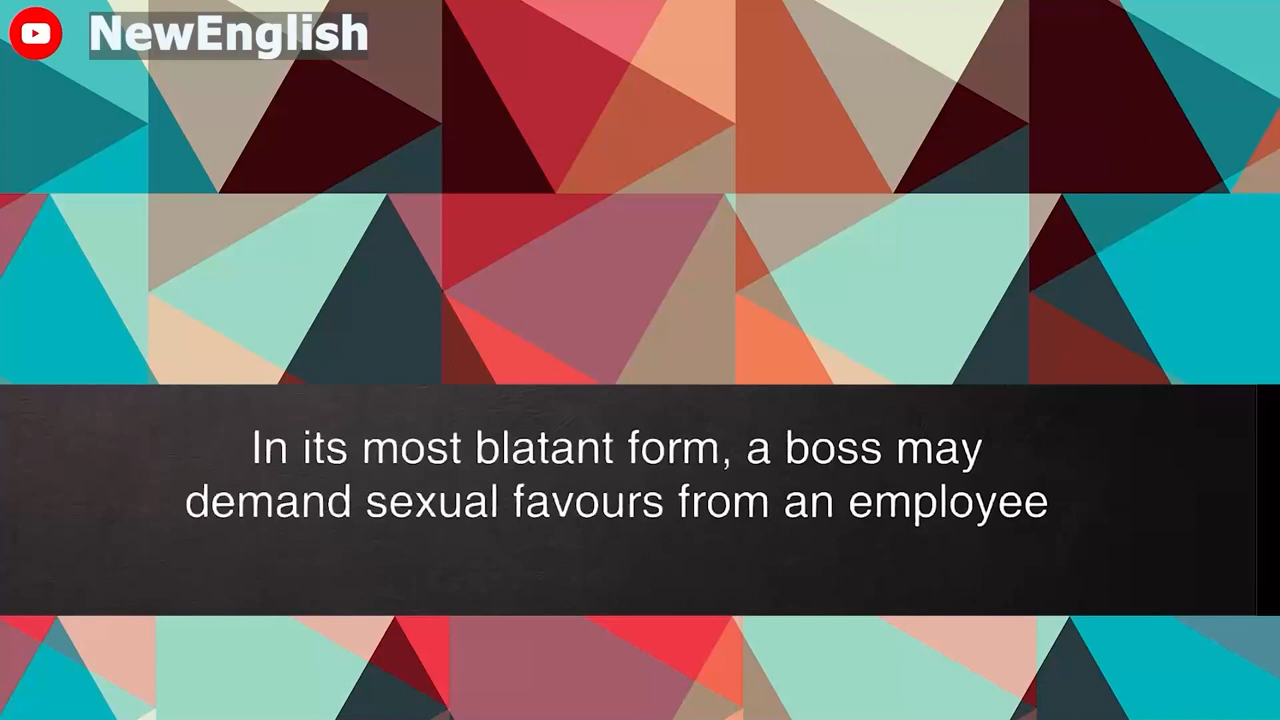 NewEnglish
In its most blatant form, a boss may
demand sexual favours from an employee